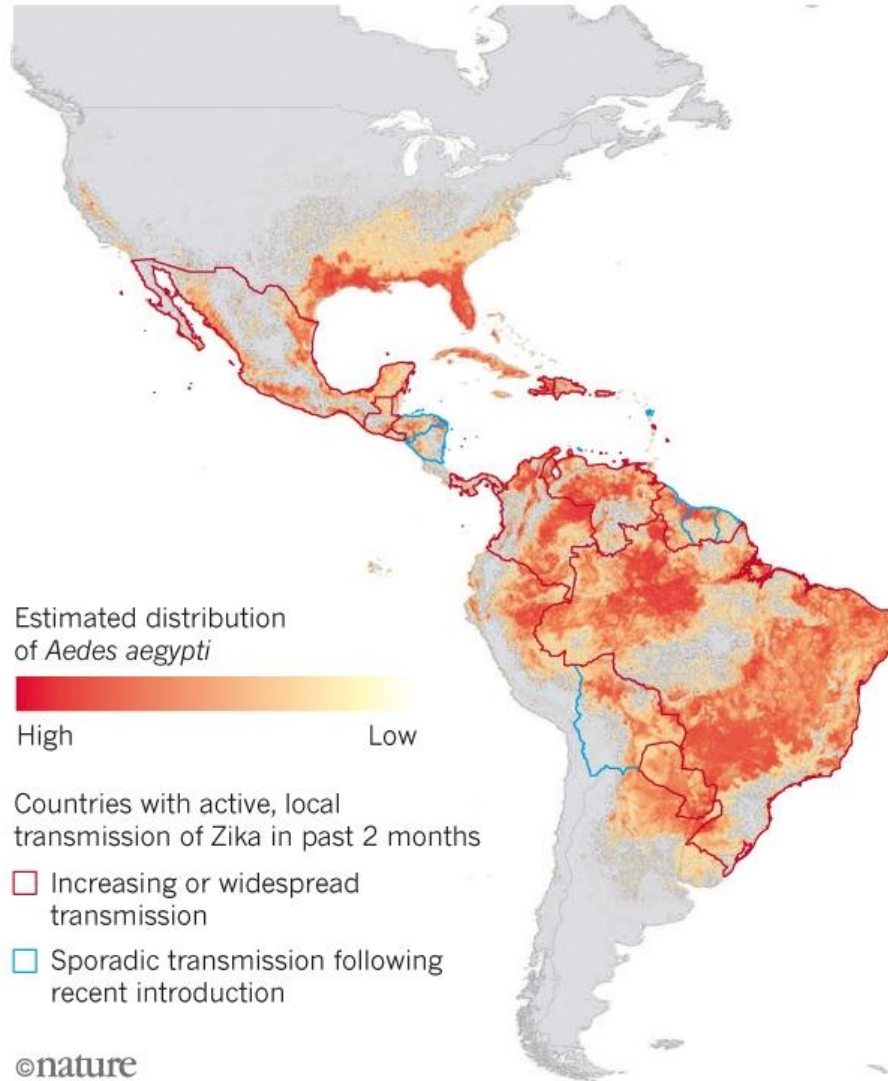 Estimated distribution
of Aedes aegypti
High Low
Countries with active, local
transmission of Zika in past 2 months
Increasing or widespread
transmission
Sporadic transmission following
recent introduction
©nature